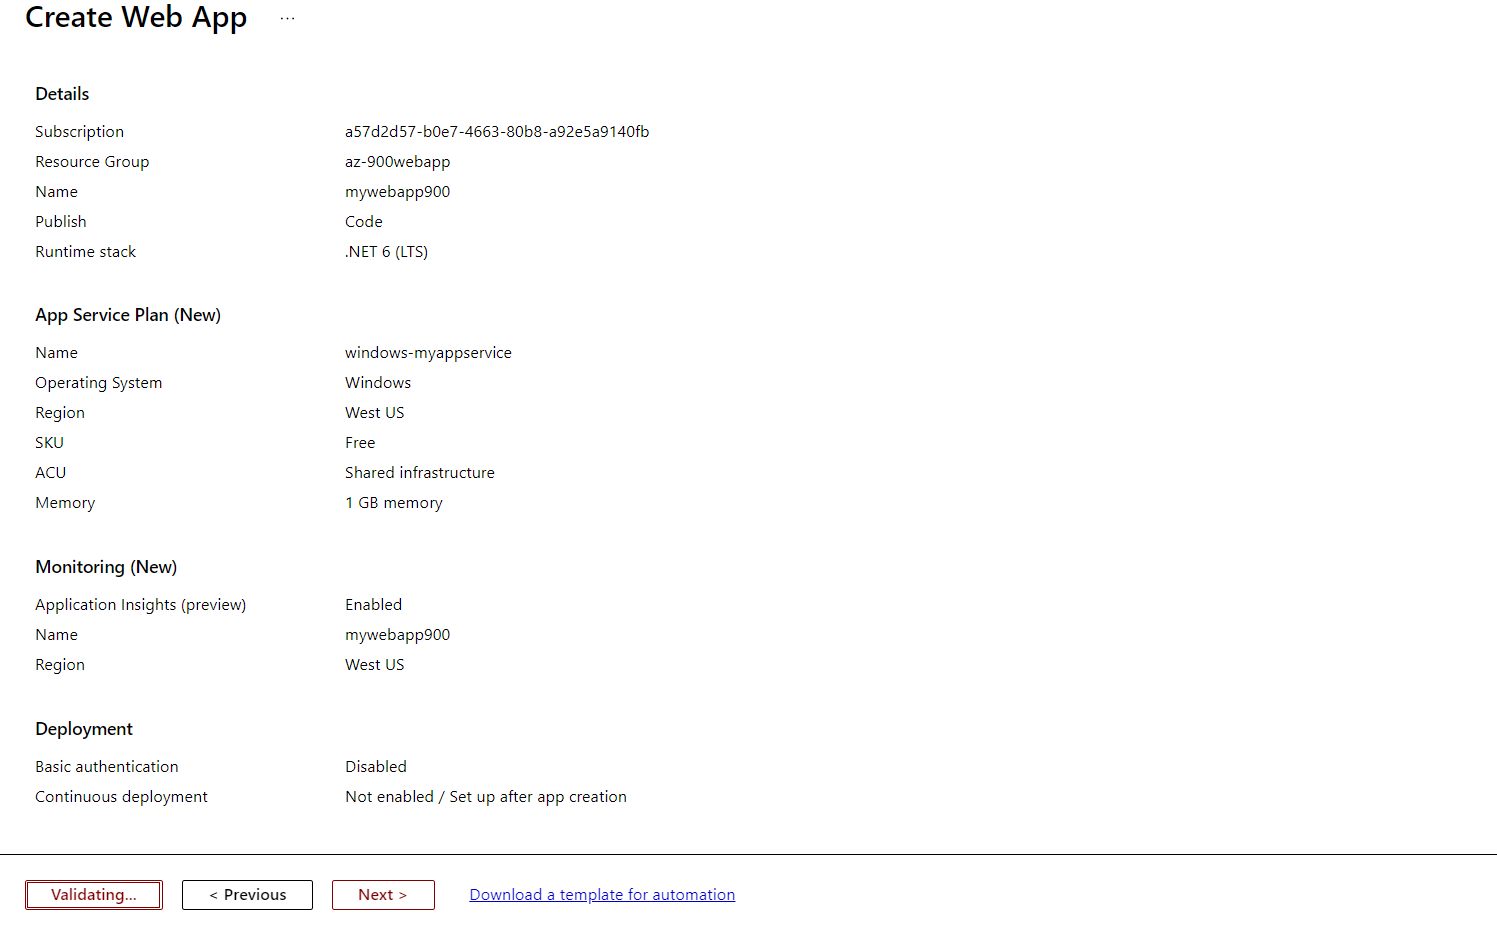 Create Web App ...
Details
Subscription a57d2d57-b0e7-4663-80b8-a92e5a9140fb
Resource Group az-900webapp
Name mywebapp900
Publish Code
Runtime stack .NET 6 (LTS)
App Service Plan (New)
Name windows-myappservice
Operating System Windows
Region West US
SKU Free
ACU Shared infrastructure
Memory 1 GB memory
Monitoring (New)
Application Insights (preview) Enabled
Name mywebapp900
Region West US
Deployment
Basic authentication Disabled
Continuous deployment Not enabled / Set up after app creation
Validating... < Previous Next > Download a template for automation